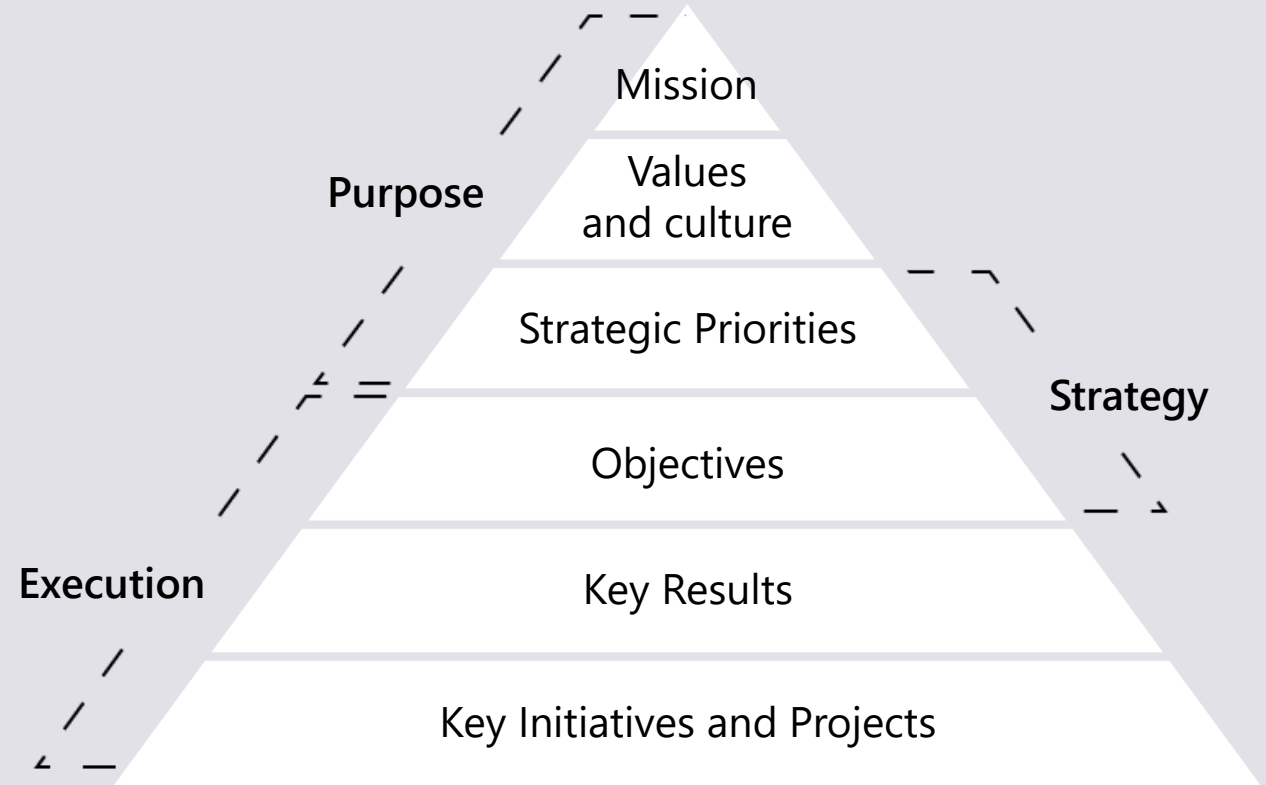 Mission
Values
and culture
Purpose
Strategic Priorities
Strategy
Objectives
Key Results
Execution
Key Initiatives and Projects